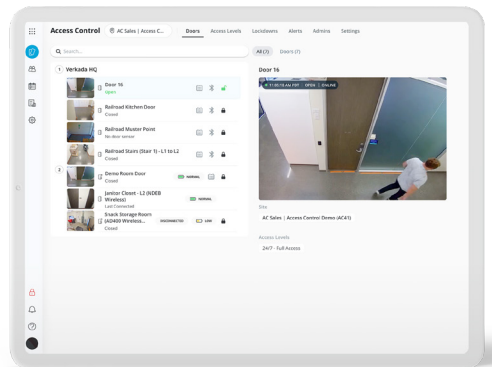 Access Control
AC Sales | Access C...
Doors
Access Levels
Lockdowns
Alerts
Admins
Settings
Search...
All (7)
Doors (7)
1 Verkada HQ
Door 16
Open
Railroad Kitchen Door
Closed
Railroad Muster Point
No door sensor
Railroad Stairs (Stair 1) - L1 to L2
Closed
2
Demo Room Door
Closed
NORMAL
Janitor Closet - L2 (NDEB
Wireless)
Last Connected
NORMAL
Snack Storage Room
(AD400 Wireless...
Closed
DISCONNECTED
LOW
Door 16
OPEN
ONLINE
Site
AC Sales | Access Control Demo (AC41)
Access Levels
24/7 - Full Access